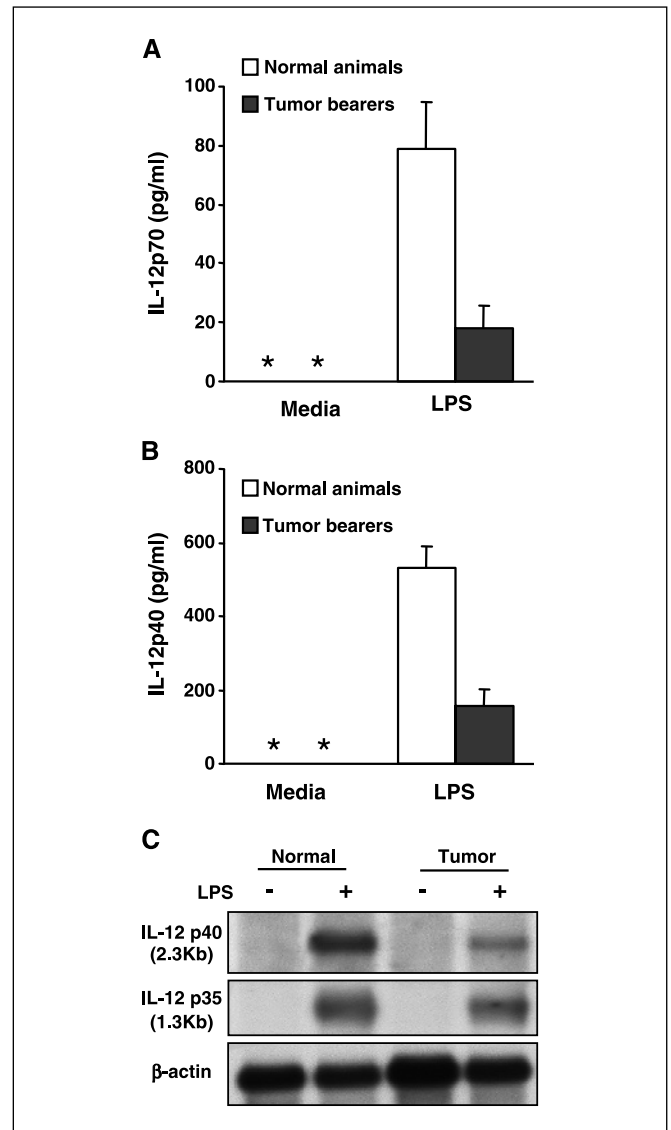 A
Normal animals
Tumor bearers
IL-12p70 (pg/ml)
100
80
60
40
20
0
* *
Media LPS
B
Normal animals
Tumor bearers
IL-12p40 (pg/ml)
800
600
400
200
0
* *
Media LPS
C
Normal Tumor
LPS - + - +
IL-12 p40
(2.3Kb)
IL-12 p35
(1.3Kb)
β-actin